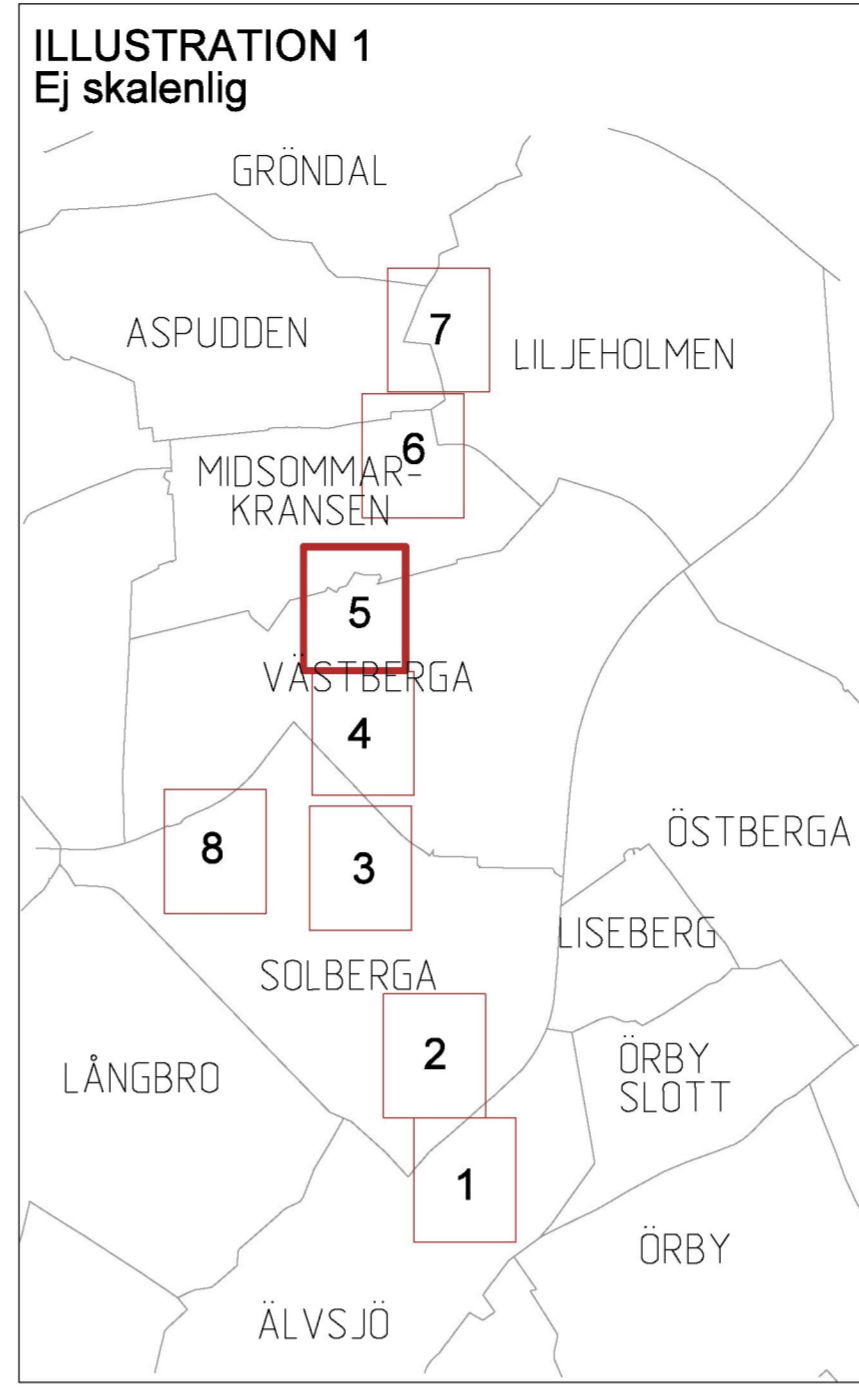 ILLUSTRATION 1
Ej skalenlig
GRÖNDAL
ASPUDDEN
7
LILJEHOLMEN
6
MIDSOMMAR-
KRANSEN
5
VÄSTBERGA
4
8
3
ÖSTBERGA
LISEBERG
SOLBERGA
2
LÅNGBRO
ÖRBY
SLOTT
1
ÖRBY
ÄLVSJÖ